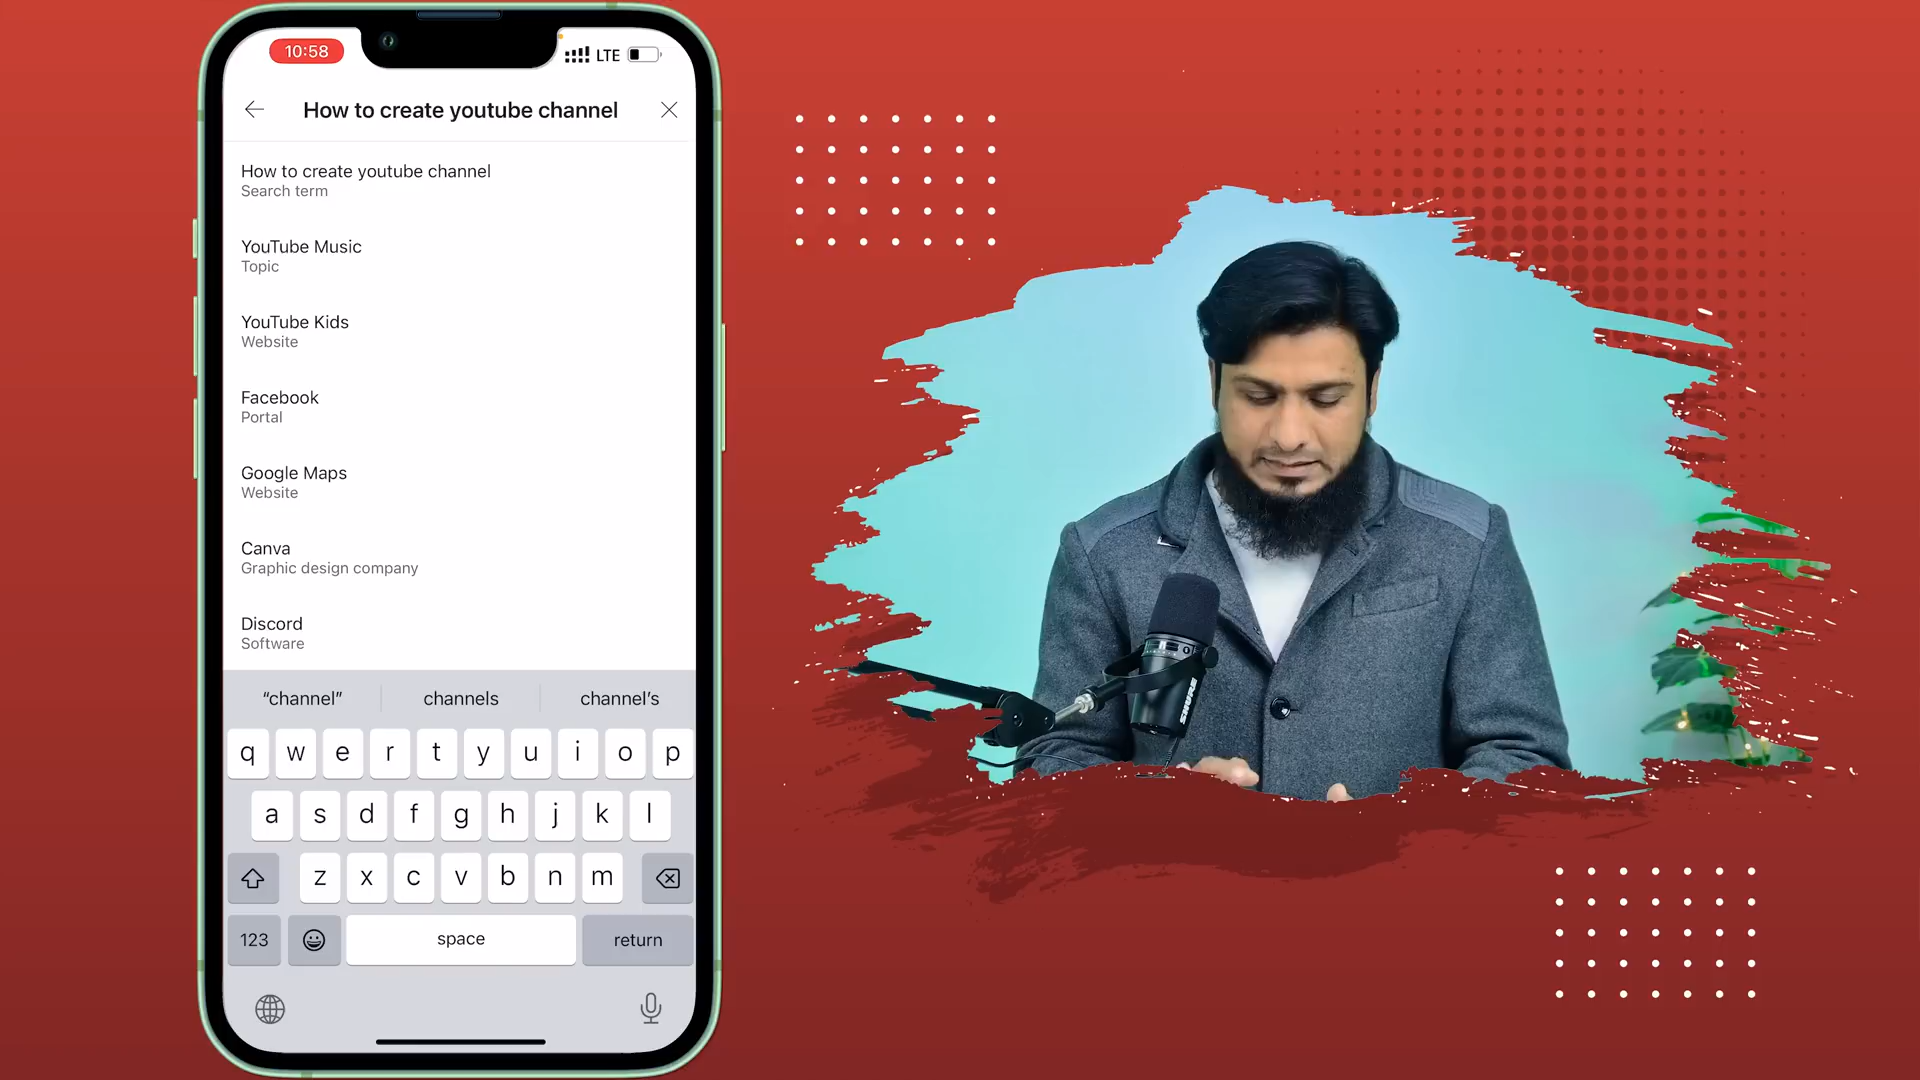 10:58
LTE
How to create youtube channel
How to create youtube channel
Search term
YouTube Music
Topic
YouTube Kids
Website
Facebook
Portal
Google Maps
Website
Canva
Graphic design company
Discord
Software
“channel” channels channel's
q w e r t y u i o p
a s d f g h j k l
z x c v b n m
123 space return
SHURE